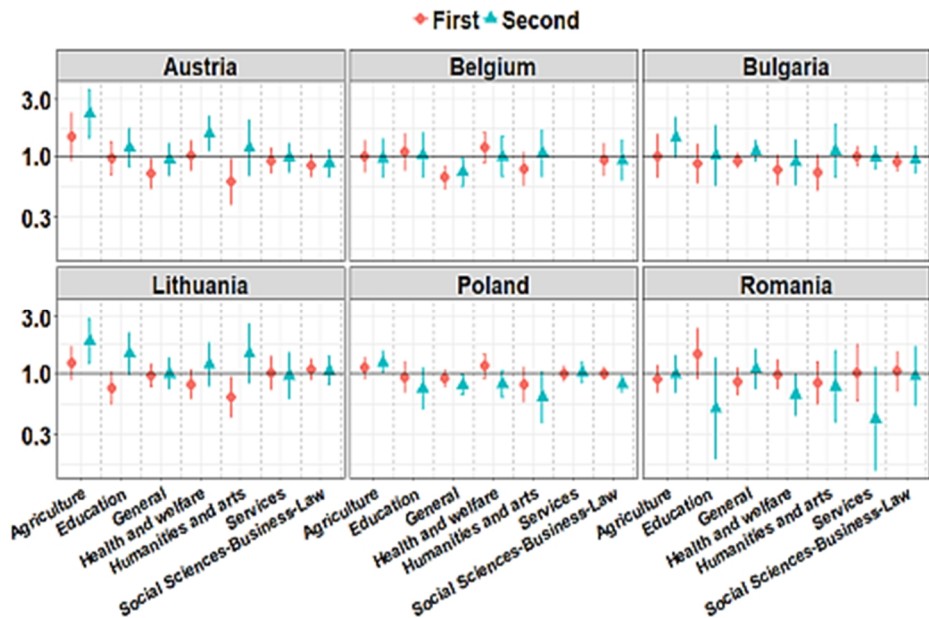 First Second
Austria Belgium Bulgaria
3.0
1.0
0.3
Lithuania Poland Romania
3.0
1.0
0.3
Agriculture Education General Health and welfare Humanities and arts Services Social Sciences-Business-Law
Agriculture Education General Health and welfare Humanities and arts Services Social Sciences-Business-Law
Agriculture Education General Health and welfare Humanities and arts Services Social Sciences-Business-Law